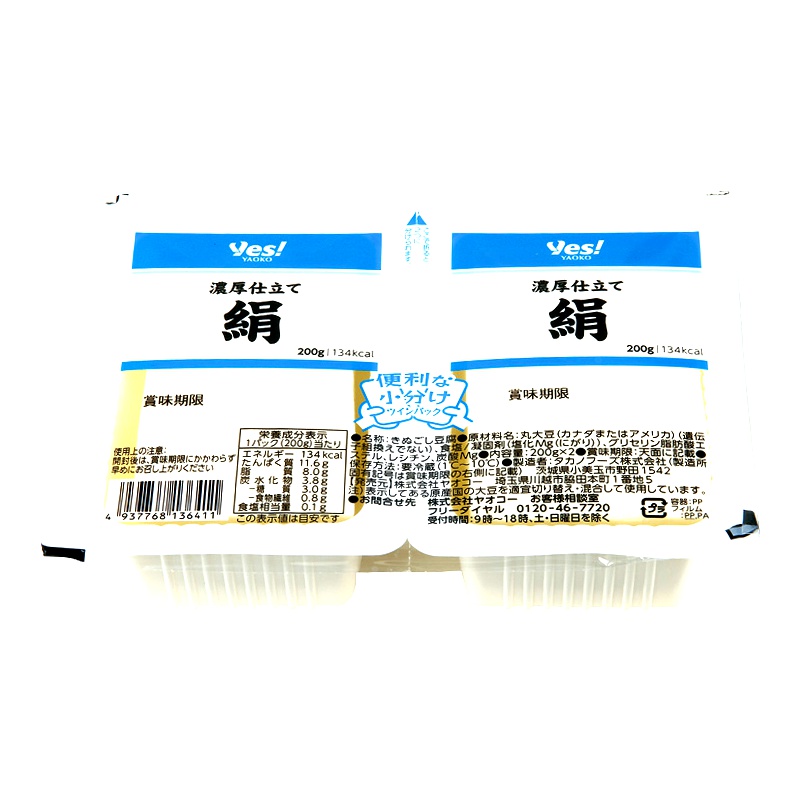 Yes!
YAOKO
濃厚仕立て
絹
200g 134kcal
賞味期限
使用上の注意:
開封後は、賞味期限にかかわらず
早めにお召し上がりください
4 937768 136411
栄養成分表示
1パック(200g)当たり
エネルギー 134kcal
たんぱく質 11.6g
脂質 8.0g
炭水化物 3.8g
-糖質 3.0g
-食物繊維 0.8g
食塩相当量 0.1g
この表示値は目安です
便利な
小分け
ツインパック
Yes!
YAOKO
濃厚仕立て
絹
200g 134kcal
賞味期限
●名称:きぬごし豆腐●原材料名:丸大豆(カナダまたはアメリカ)(遺伝
子組換えでない)、食塩/凝固剤(塩化Mg(にがり))、グリセリン脂肪酸エ
ステル、レシチン、炭酸Mg●内容量:200g×2●賞味期限:天面に記載●
保存方法:要冷蔵(1℃~10℃)●製造者:タカノフーズ株式会社(製造所
固有記号は賞味期限の右側に記載) 茨城県小美玉市野田1542
【発売元】株式会社ヤオコー 埼玉県川越市脇田本町1番地5
注)表示してある原産国の大豆を適宜切り替え・混合して使用しています。
●お問合せ先 株式会社ヤオコー お客様相談室
フリーダイヤル 0120-46-7720
受付時間:9時~18時、土・日曜日を除く
プラ
容器:PP
フィルム
:PP,PA